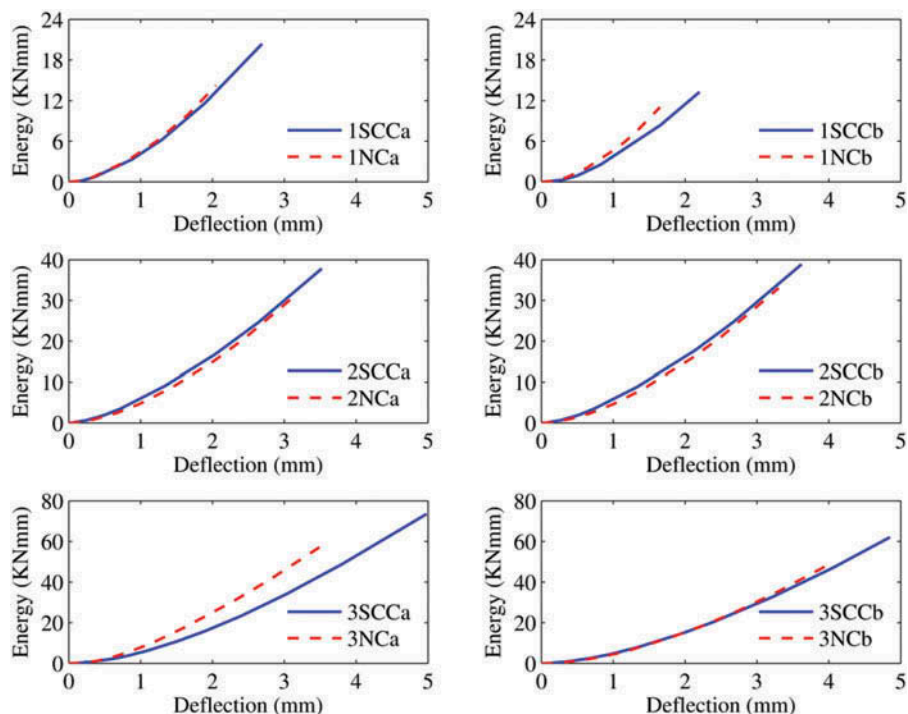 24
18
12
6
0
Energy (KNmm)
1SCCa
1NCa
0 1 2 3 4 5
Deflection (mm)
24
18
12
6
0
Energy (KNmm)
1SCCb
1NCb
0 1 2 3 4 5
Deflection (mm)
40
30
20
10
0
Energy (KNmm)
2SCCa
2NCa
0 1 2 3 4 5
Deflection (mm)
40
30
20
10
0
Energy (KNmm)
2SCCb
2NCb
0 1 2 3 4 5
Deflection (mm)
80
60
40
20
0
Energy (KNmm)
3SCCa
3NCa
0 1 2 3 4 5
Deflection (mm)
80
60
40
20
0
Energy (KNmm)
3SCCb
3NCb
0 1 2 3 4 5
Deflection (mm)